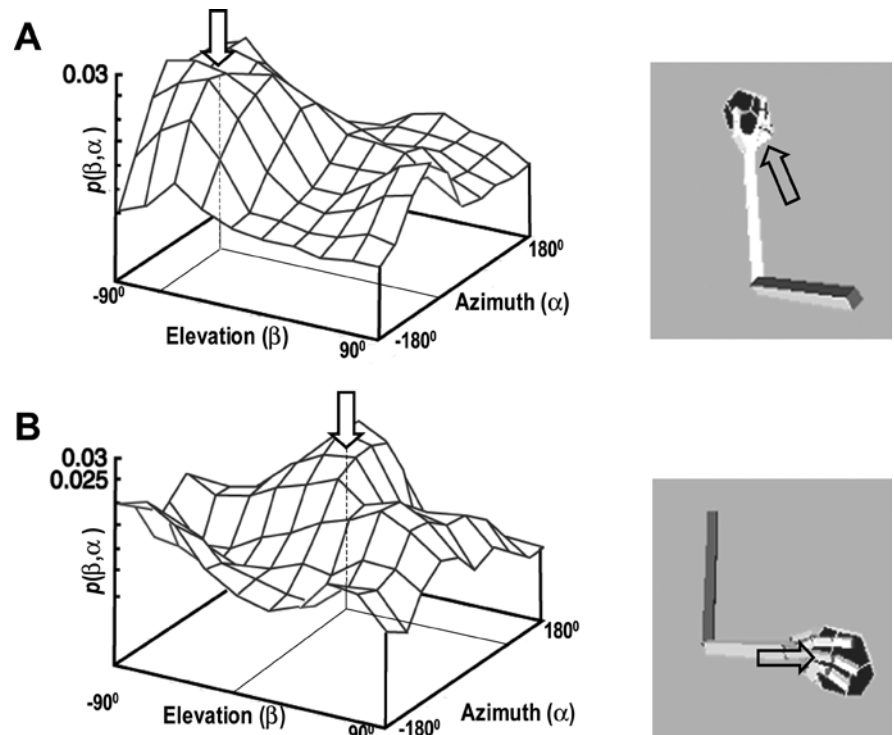 A
0.03
p(β,α)
-90⁰
Elevation (β)
90⁰
-180⁰
Azimuth (α)
180⁰
B
0.03
0.025
p(β,α
-90⁰
Elevation (β)
90⁰
-180⁰
Azimuth (α)
180⁰